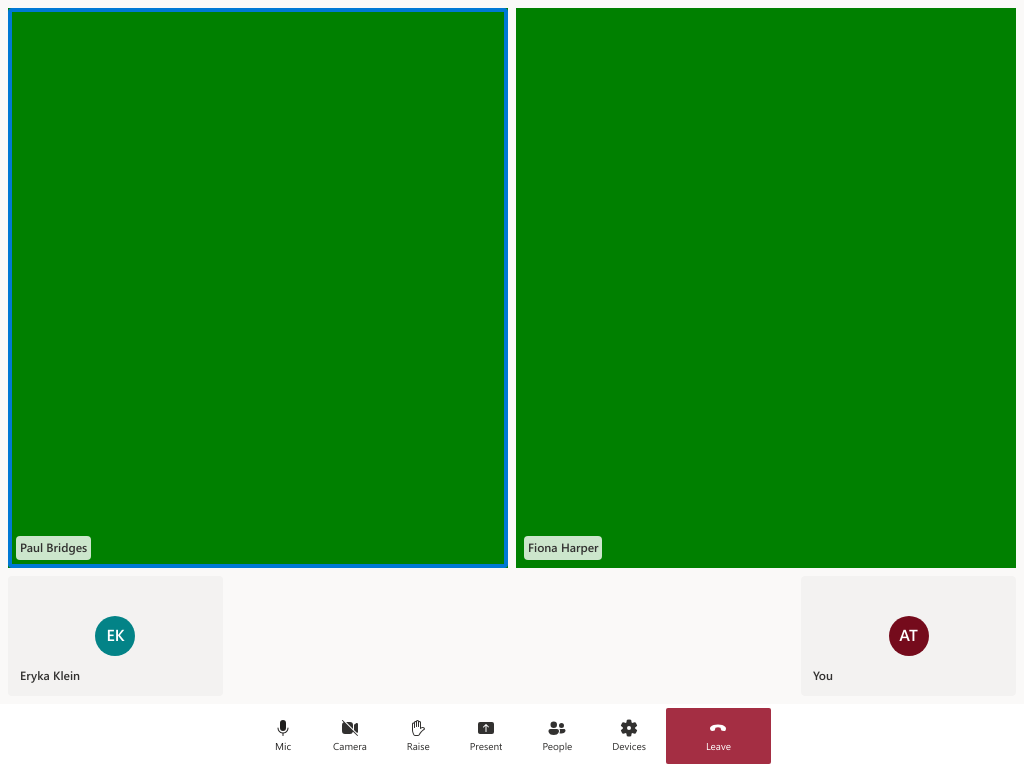 Paul Bridges
Fiona Harper
EK
Eryka Klein
AT
You
Mic
Camera
Raise
Present
People
Devices
Leave